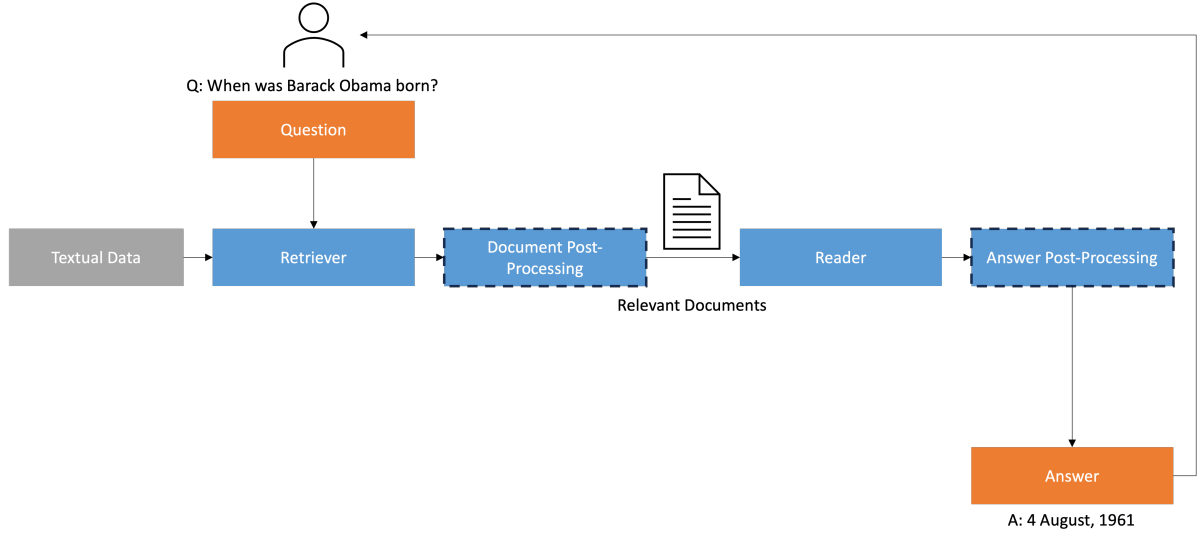 Q: When was Barack Obama born?
Question
Textual Data
Retriever
Document Post-
Processing
Relevant Documents
Reader
Answer Post-Processing
Answer
A: 4 August, 1961